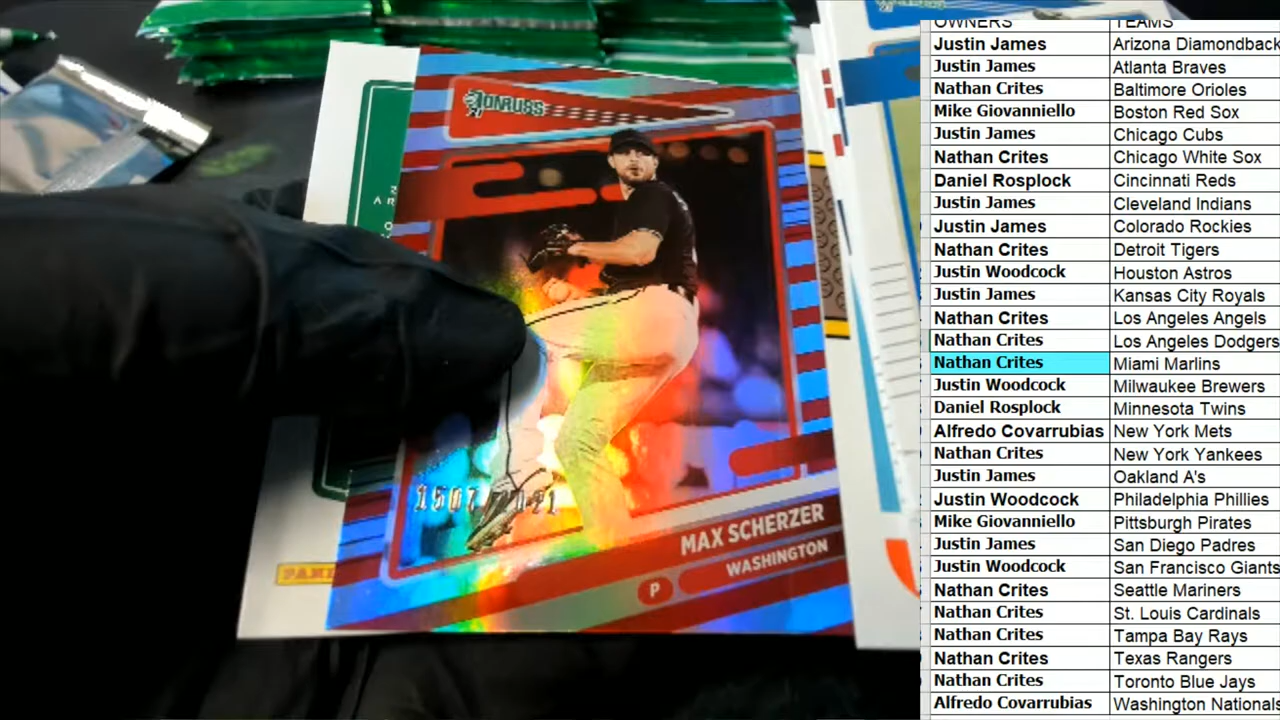 DONRUSS
1507/2021
MAX SCHERZER
P WASHINGTON
OWNERS TEAMS
Justin James Arizona Diamondback
Justin James Atlanta Braves
Nathan Crites Baltimore Orioles
Mike Giovanniello Boston Red Sox
Justin James Chicago Cubs
Nathan Crites Chicago White Sox
Daniel Rosplock Cincinnati Reds
Justin James Cleveland Indians
Justin James Colorado Rockies
Nathan Crites Detroit Tigers
Justin Woodcock Houston Astros
Justin James Kansas City Royals
Nathan Crites Los Angeles Angels
Nathan Crites Los Angeles Dodgers
Nathan Crites Miami Marlins
Justin Woodcock Milwaukee Brewers
Daniel Rosplock Minnesota Twins
Alfredo Covarrubias New York Mets
Nathan Crites New York Yankees
Justin James Oakland A's
Justin Woodcock Philadelphia Phillies
Mike Giovanniello Pittsburgh Pirates
Justin James San Diego Padres
Justin Woodcock San Francisco Giants
Nathan Crites Seattle Mariners
Nathan Crites St. Louis Cardinals
Nathan Crites Tampa Bay Rays
Nathan Crites Texas Rangers
Nathan Crites Toronto Blue Jays
Alfredo Covarrubias Washington Nationals